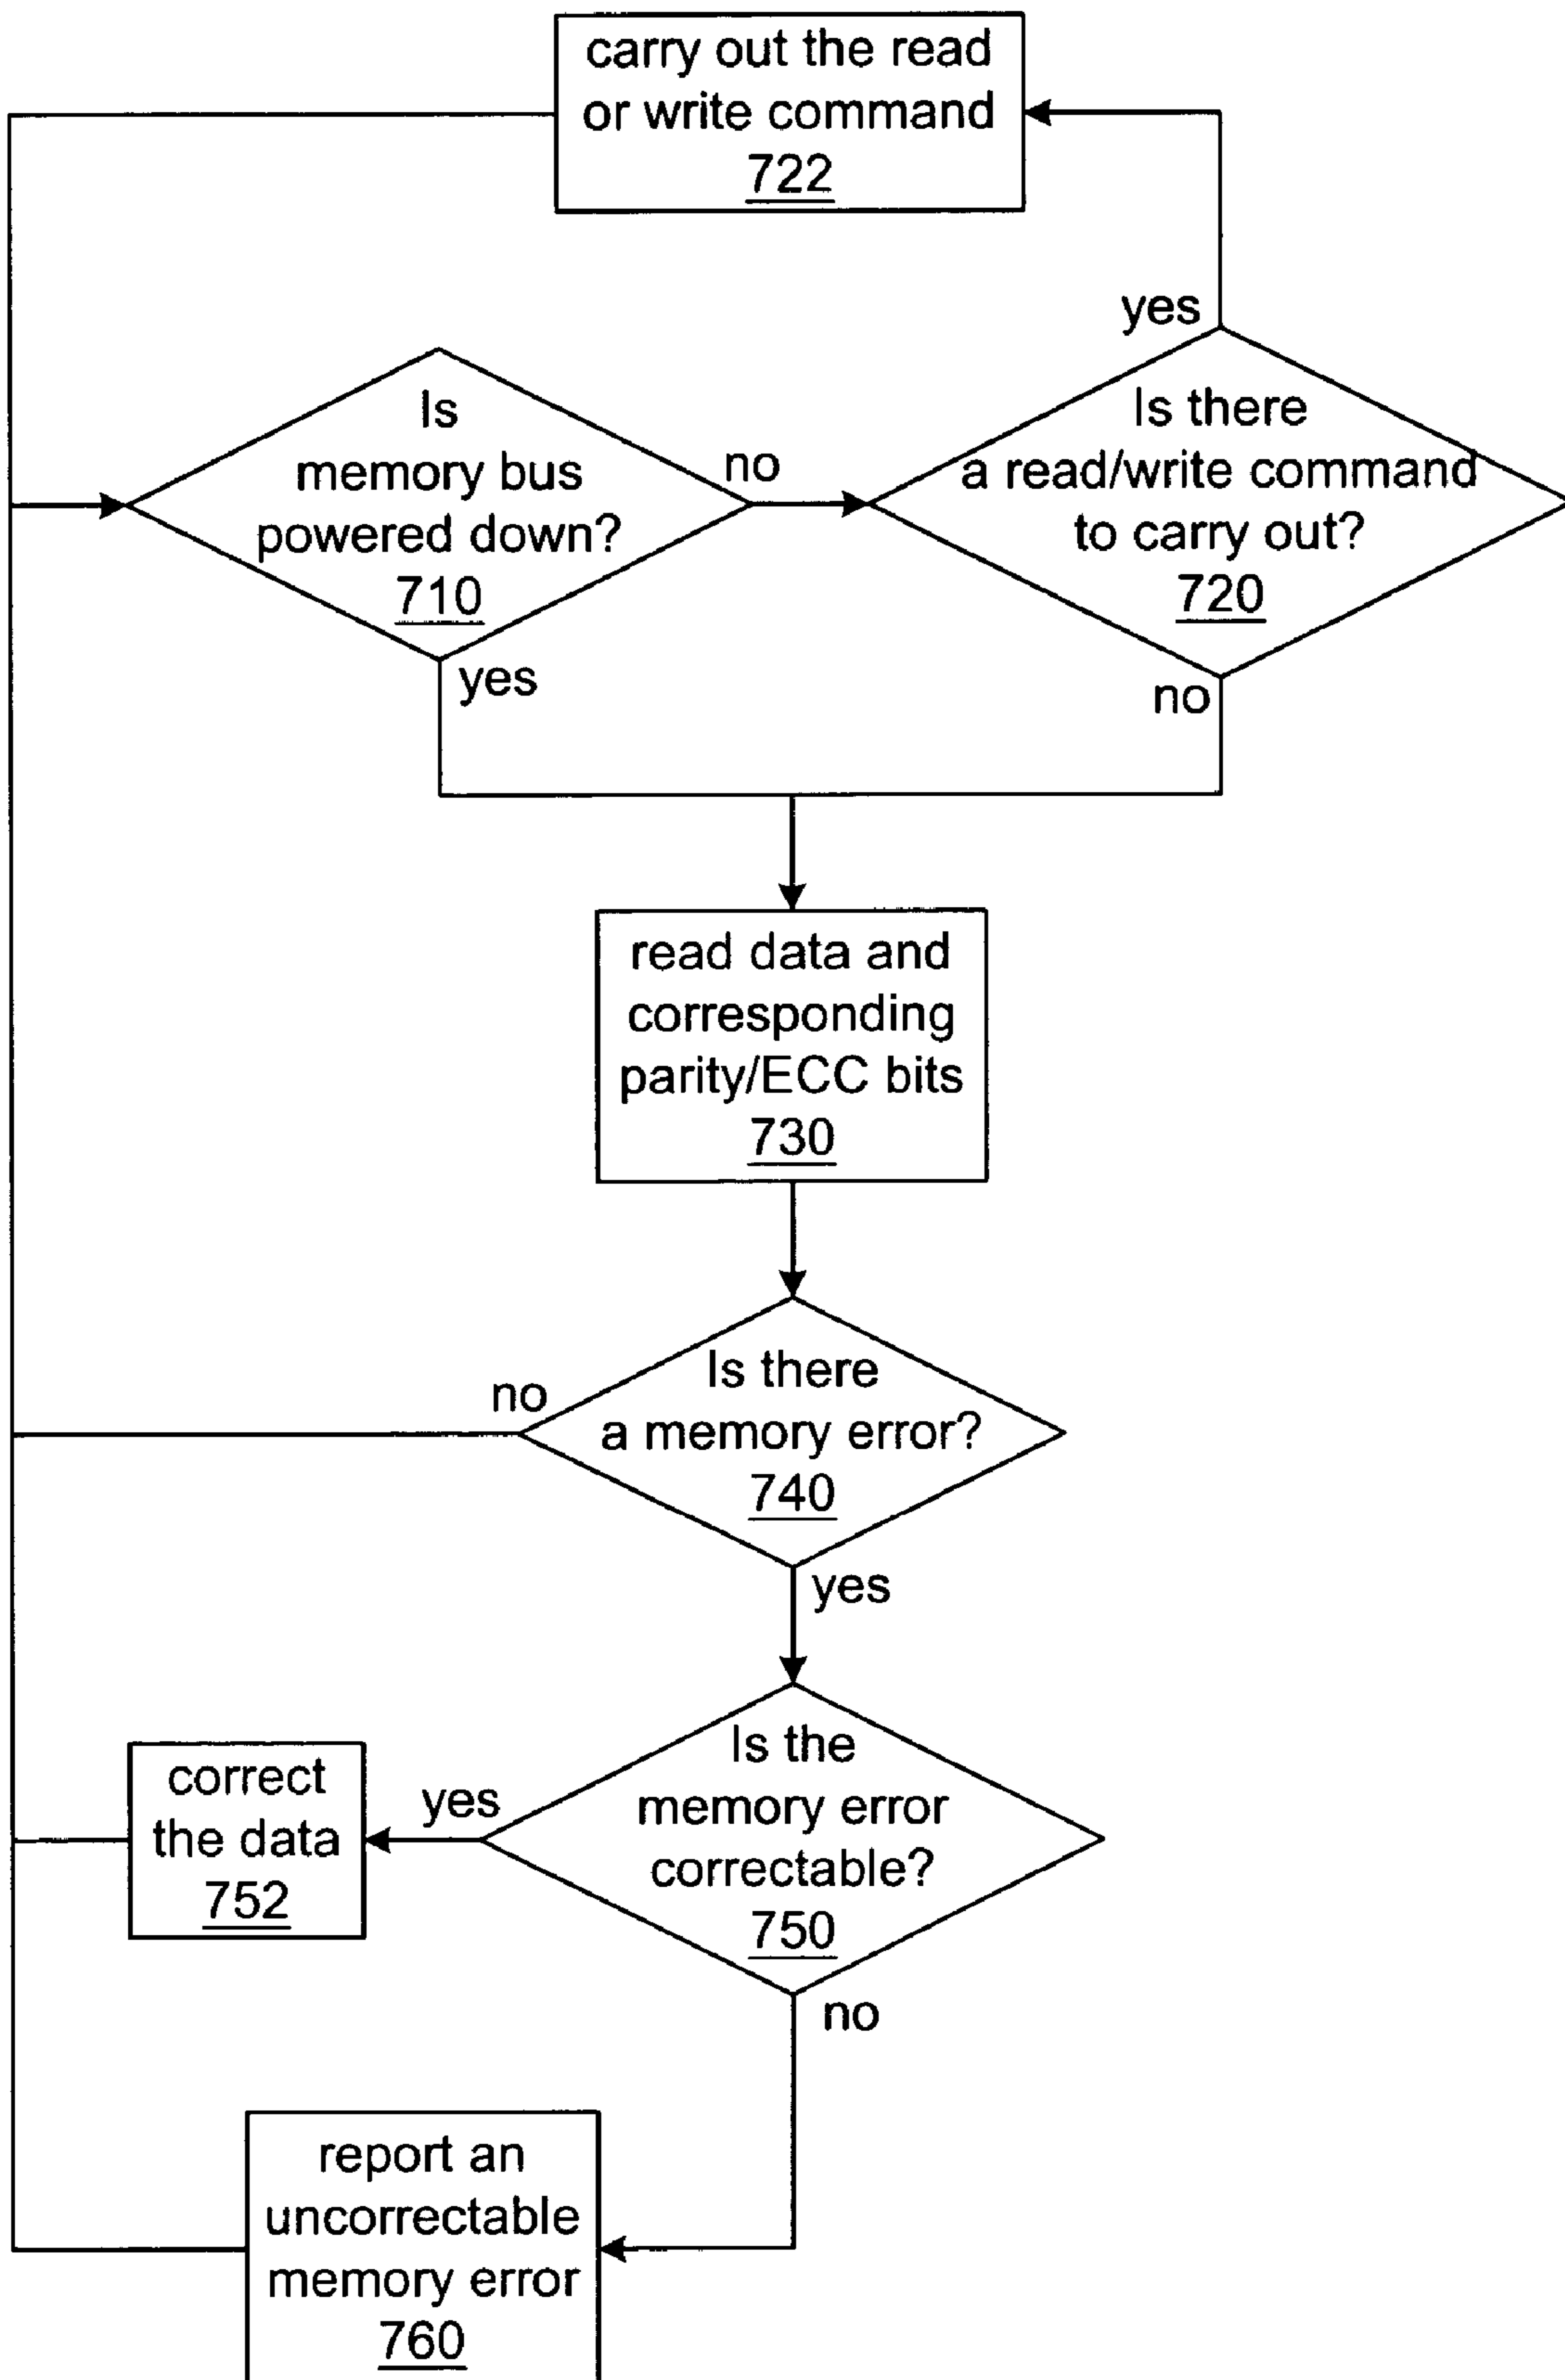 carry out the read
or write command
722
yes
Is
memory bus
powered down?
710
no
Is there
a read/write command
to carry out?
720
yes
no
read data and
corresponding
parity/ECC bits
730
Is there
a memory error?
740
no
yes
Is the
memory error
correctable?
750
yes
correct
the data
752
no
report an
uncorrectable
memory error
760